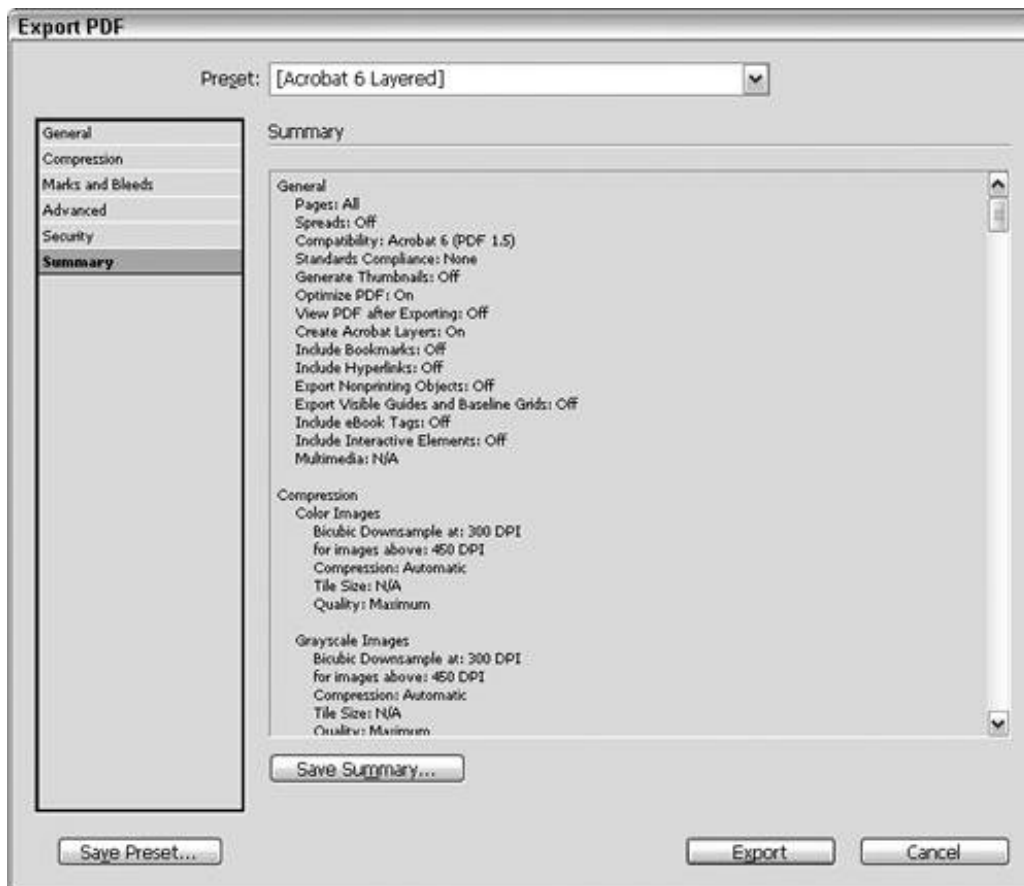 Export PDF
Preset: [Acrobat 6 Layered]
General
Compression
Marks and Bleeds
Advanced
Security
Summary
Summary
General
Pages: All
Spreads: Off
Compatibility: Acrobat 6 (PDF 1.5)
Standards Compliance: None
Generate Thumbnails: Off
Optimize PDF: On
View PDF after Exporting: Off
Create Acrobat Layers: On
Include Bookmarks: Off
Include Hyperlinks: Off
Export Nonprinting Objects: Off
Export Visible Guides and Baseline Grids: Off
Include eBook Tags: Off
Include Interactive Elements: Off
Multimedia: N/A
Compression
Color Images
Bicubic Downsample at: 300 DPI
for images above: 450 DPI
Compression: Automatic
Tile Size: N/A
Quality: Maximum
Grayscale Images
Bicubic Downsample at: 300 DPI
for images above: 450 DPI
Compression: Automatic
Tile Size: N/A
Quality: Maximum
Save Summary...
Save Preset...
Export
Cancel